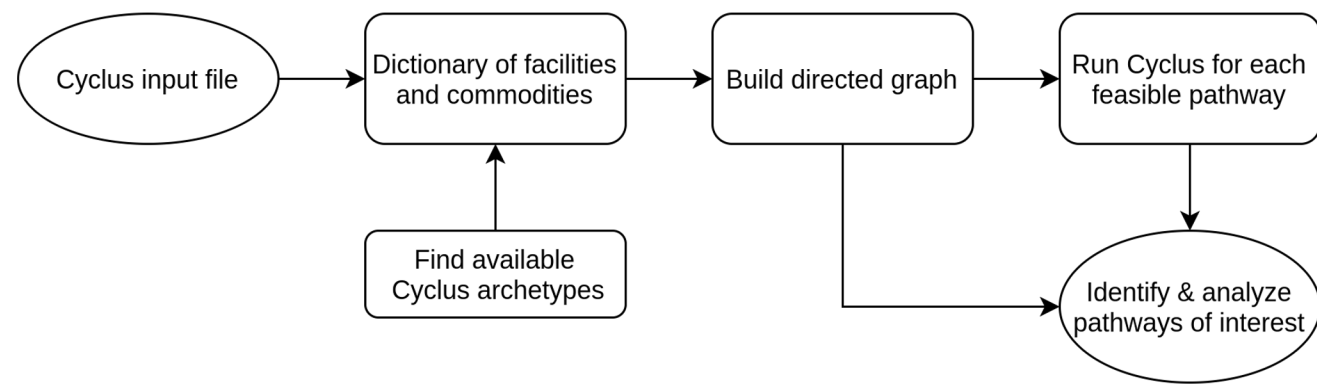 Cyclus input file
Dictionary of facilities
and commodities
Build directed graph
Run Cyclus for each
feasible pathway
Find available
Cyclus archetypes
Identify & analyze
pathways of interest